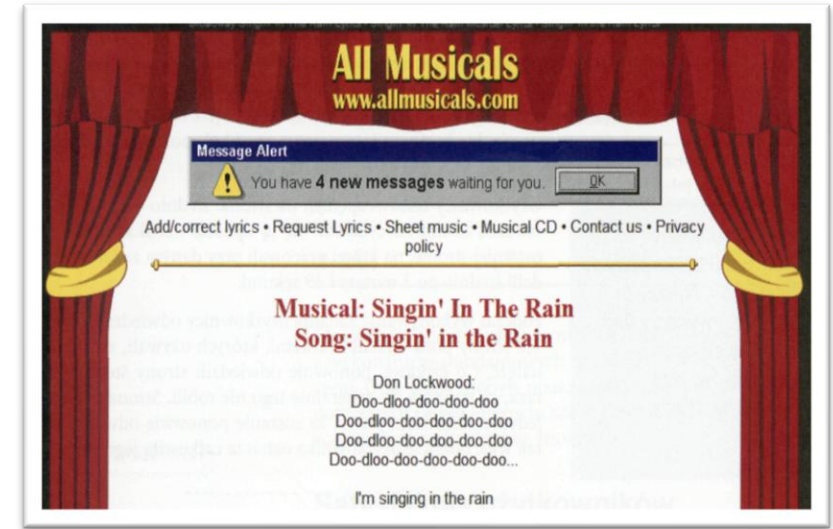 All Musicals
www.allmusicals.com
Message Alert
You have 4 new messages waiting for you. OK
Add/correct lyrics • Request Lyrics • Sheet music • Musical CD • Contact us • Privacy
policy
Musical: Singin' In The Rain
Song: Singin' in the Rain
Don Lockwood:
Doo-dloo-doo-doo-doo
Doo-dloo-doo-doo-doo-doo
Doo-dloo-doo-doo-doo-doo
Doo-dloo-doo-doo-doo-doo...
I'm singing in the rain